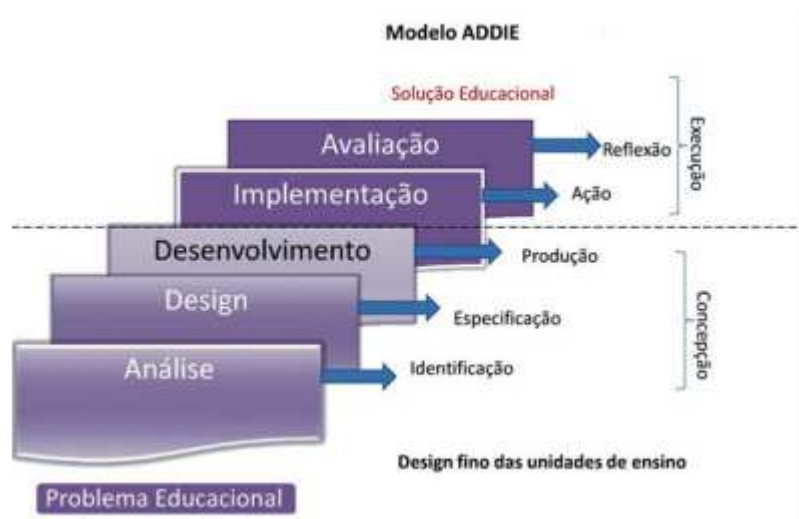 Modelo ADDIE
Solução Educacional
Avaliação
Reflexão
Execução
Implementação
Ação
Desenvolvimento
Produção
Design
Especificação
Concepção
Análise
Identificação
Design fino das unidades de ensino
Problema Educacional